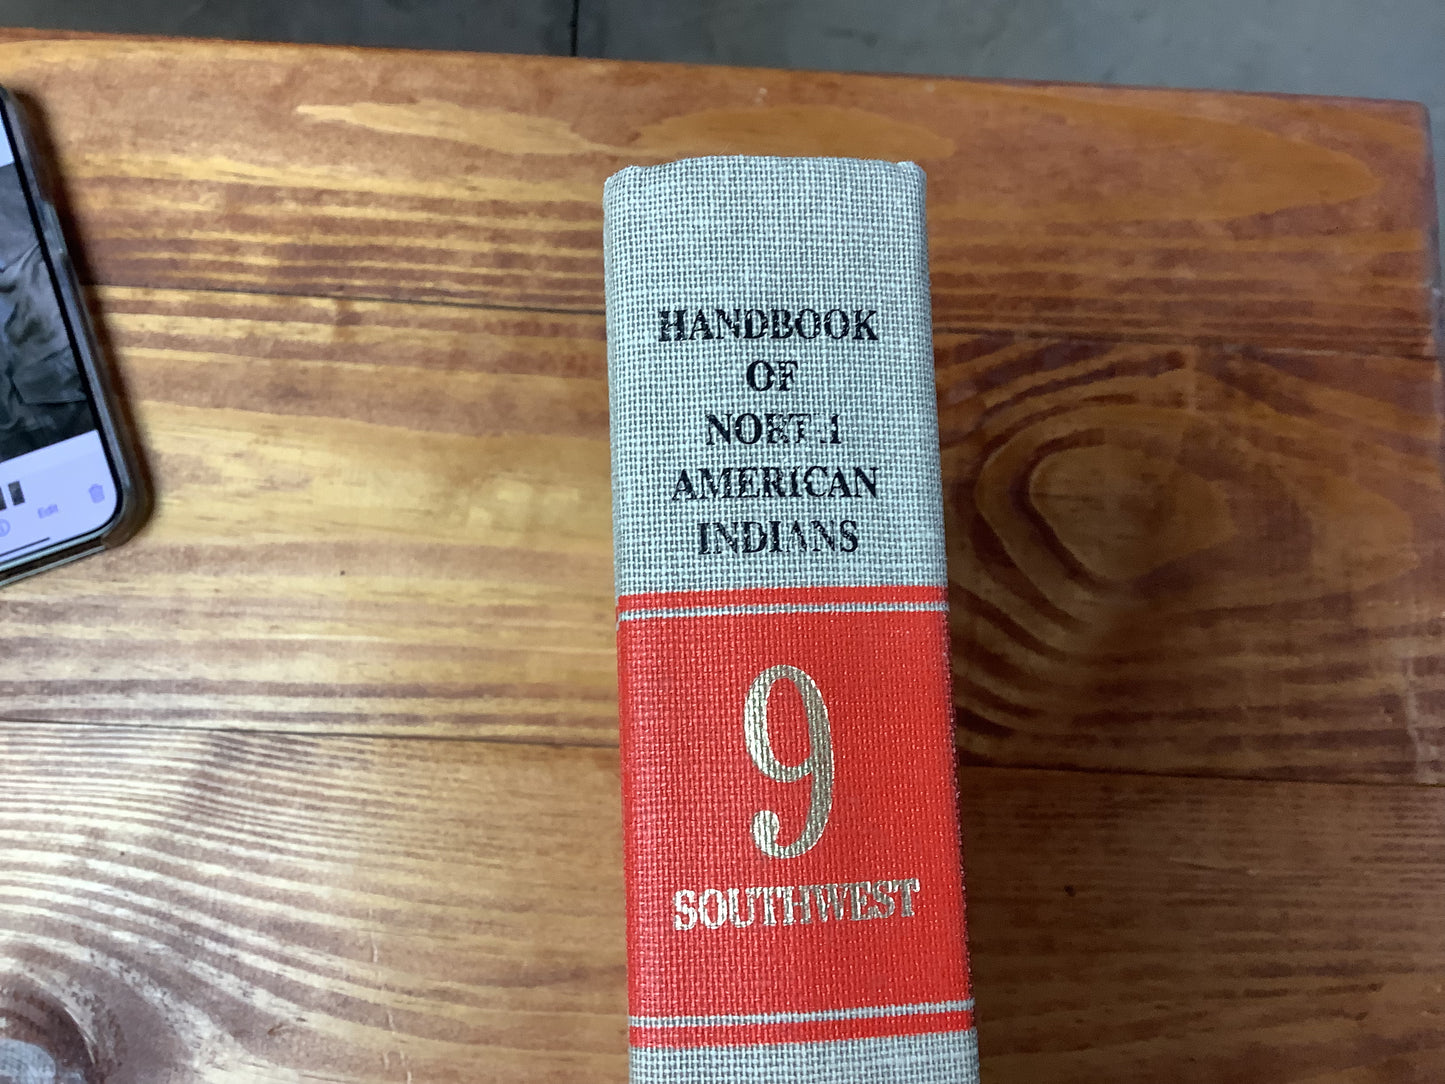 HANDBOOK
OF
NORTH
AMERICAN
INDIANS
9
SOUTHWEST
Edit